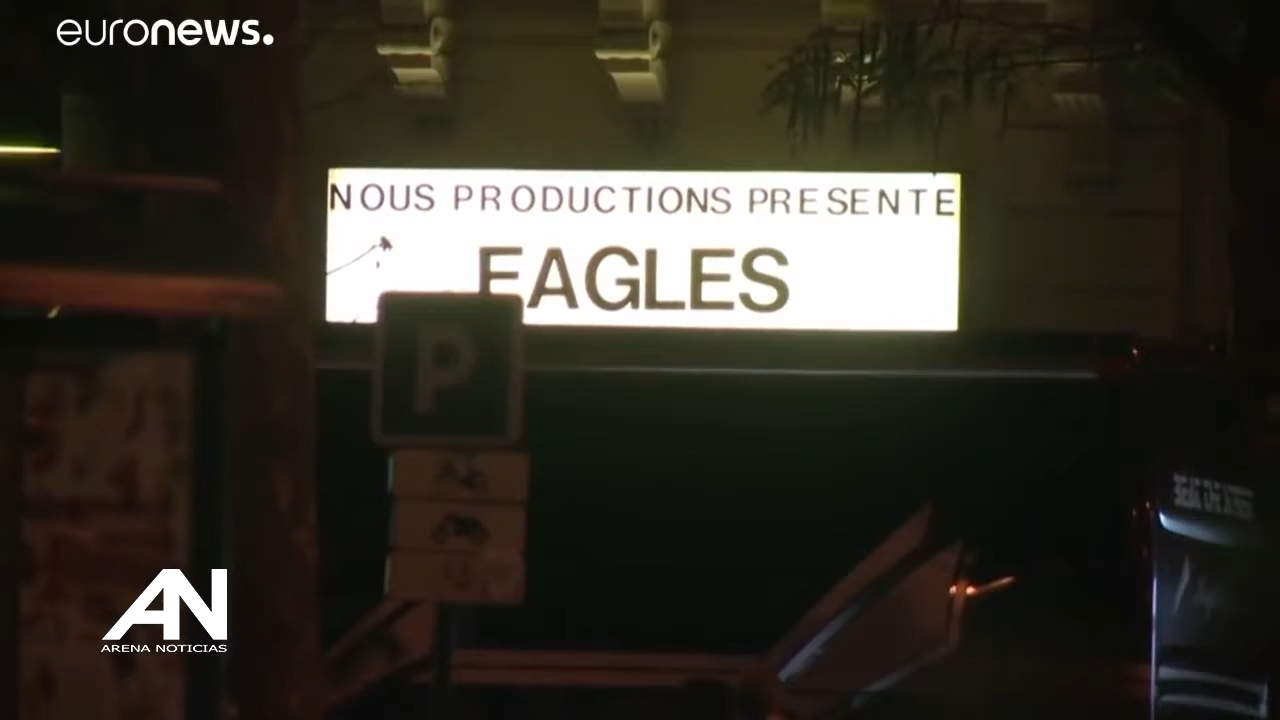 euronews.
NOUS PRODUCTIONS PRESENTE
EAGLES
P
AN
ARENA NOTICIAS